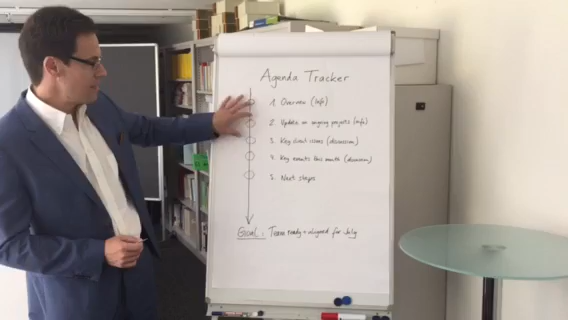 Agenda Tracker
1. Overview (Info)
2. Update on ongoing projects (info)
3. Key client issues (discussion)
4. Key events this month (discussion)
5. Next steps
Goal: Team ready + aligned for July